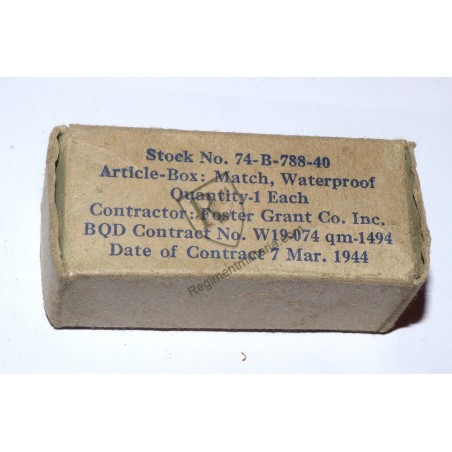 Stock No. 74-B-788-40
Article-Box: Match, Waterproof
Quantity-1 Each
Contractor: Foster Grant Co. Inc.
BQD Contract No. W19-074 qm-1494
Date of Contract 7 Mar. 1944